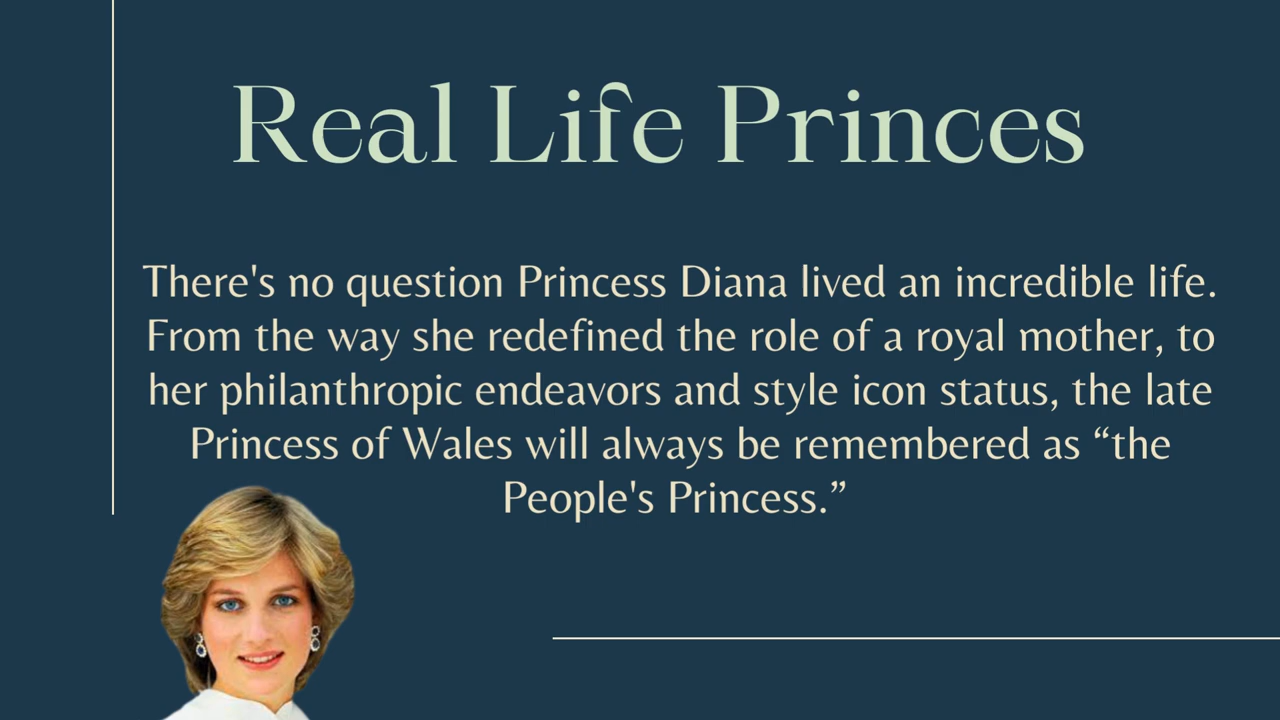 Real Life Princes
There's no question Princess Diana lived an incredible life.
From the way she redefined the role of a royal mother, to
her philanthropic endeavors and style icon status, the late
Princess of Wales will always be remembered as “the
People's Princess.”